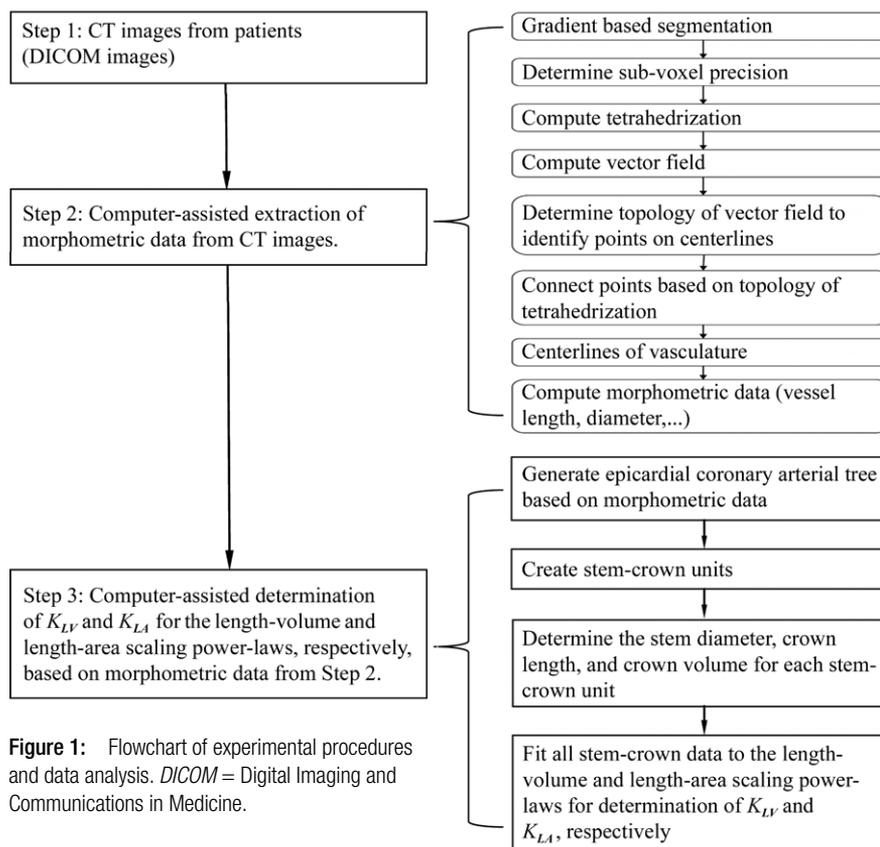 Step 1: CT images from patients
(DICOM images)
Step 2: Computer-assisted extraction of
morphometric data from CT images.
Gradient based segmentation
Determine sub-voxel precision
Compute tetrahedrization
Compute vector field
Determine topology of vector field to
identify points on centerlines
Connect points based on topology of
tetrahedrization
Centerlines of vasculature
Compute morphometric data (vessel
length, diameter,...)
Step 3: Computer-assisted determination
of K_LV and K_LA for the length-volume and
length-area scaling power-laws, respectively,
based on morphometric data from Step 2.
Generate epicardial coronary arterial tree
based on morphometric data
Create stem-crown units
Determine the stem diameter, crown
length, and crown volume for each stem-
crown unit
Fit all stem-crown data to the length-
volume and length-area scaling power-
laws for determination of K_LV and
K_LA, respectively
Figure 1: Flowchart of experimental procedures
and data analysis. DICOM = Digital Imaging and
Communications in Medicine.